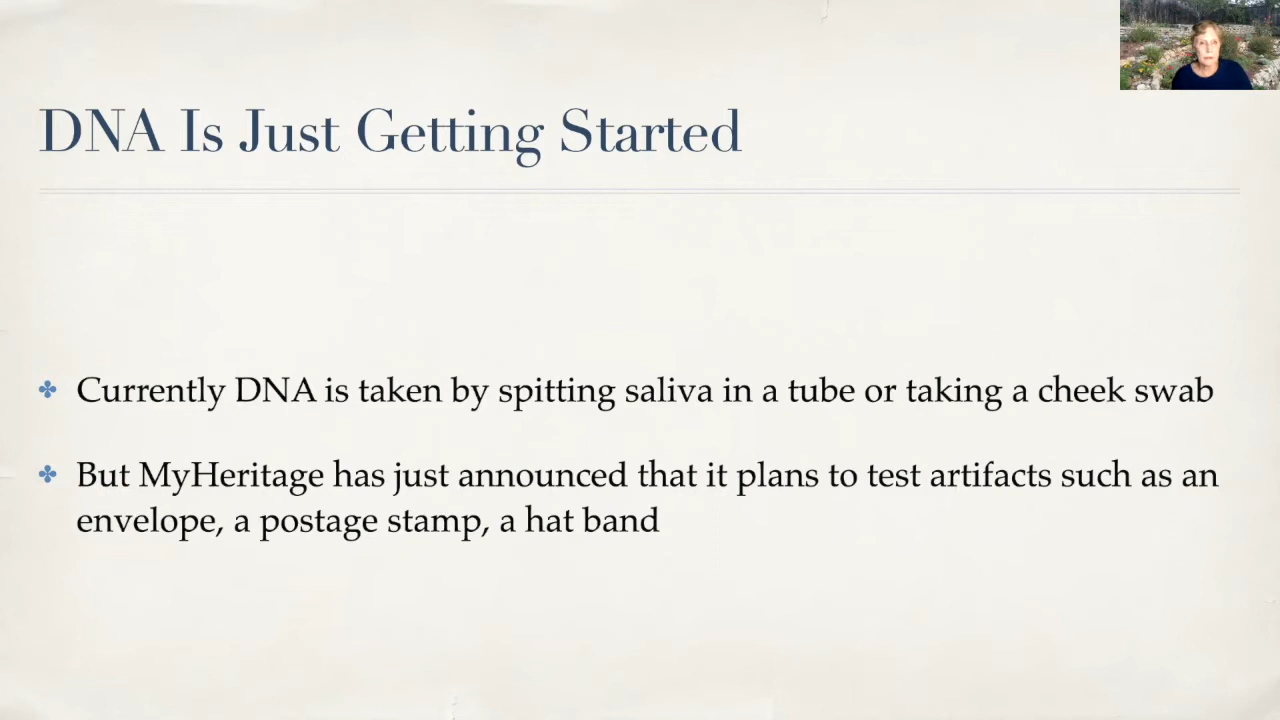 DNA Is Just Getting Started
Currently DNA is taken by spitting saliva in a tube or taking a cheek swab
But MyHeritage has just announced that it plans to test artifacts such as an
envelope, a postage stamp, a hat band